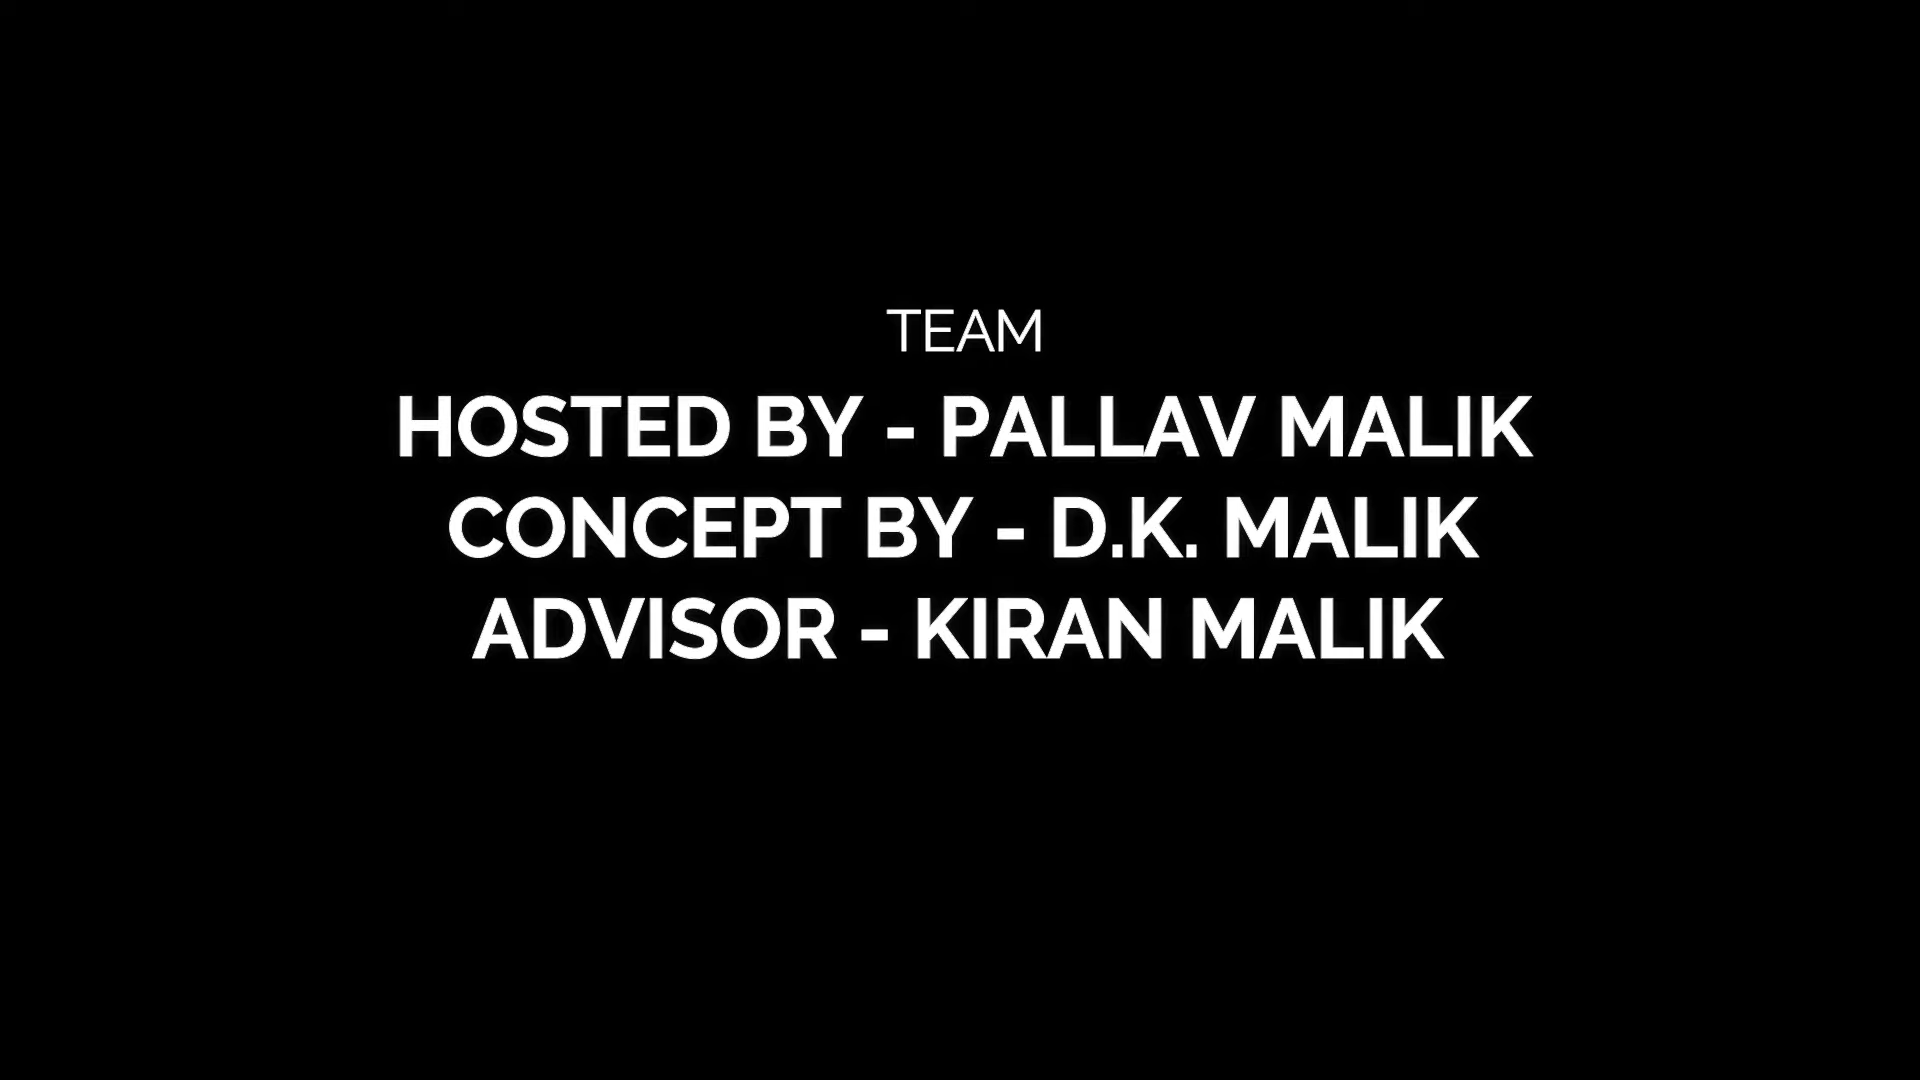 TEAM
HOSTED BY - PALLAV MALIK
CONCEPT BY - D.K. MALIK
ADVISOR - KIRAN MALIK